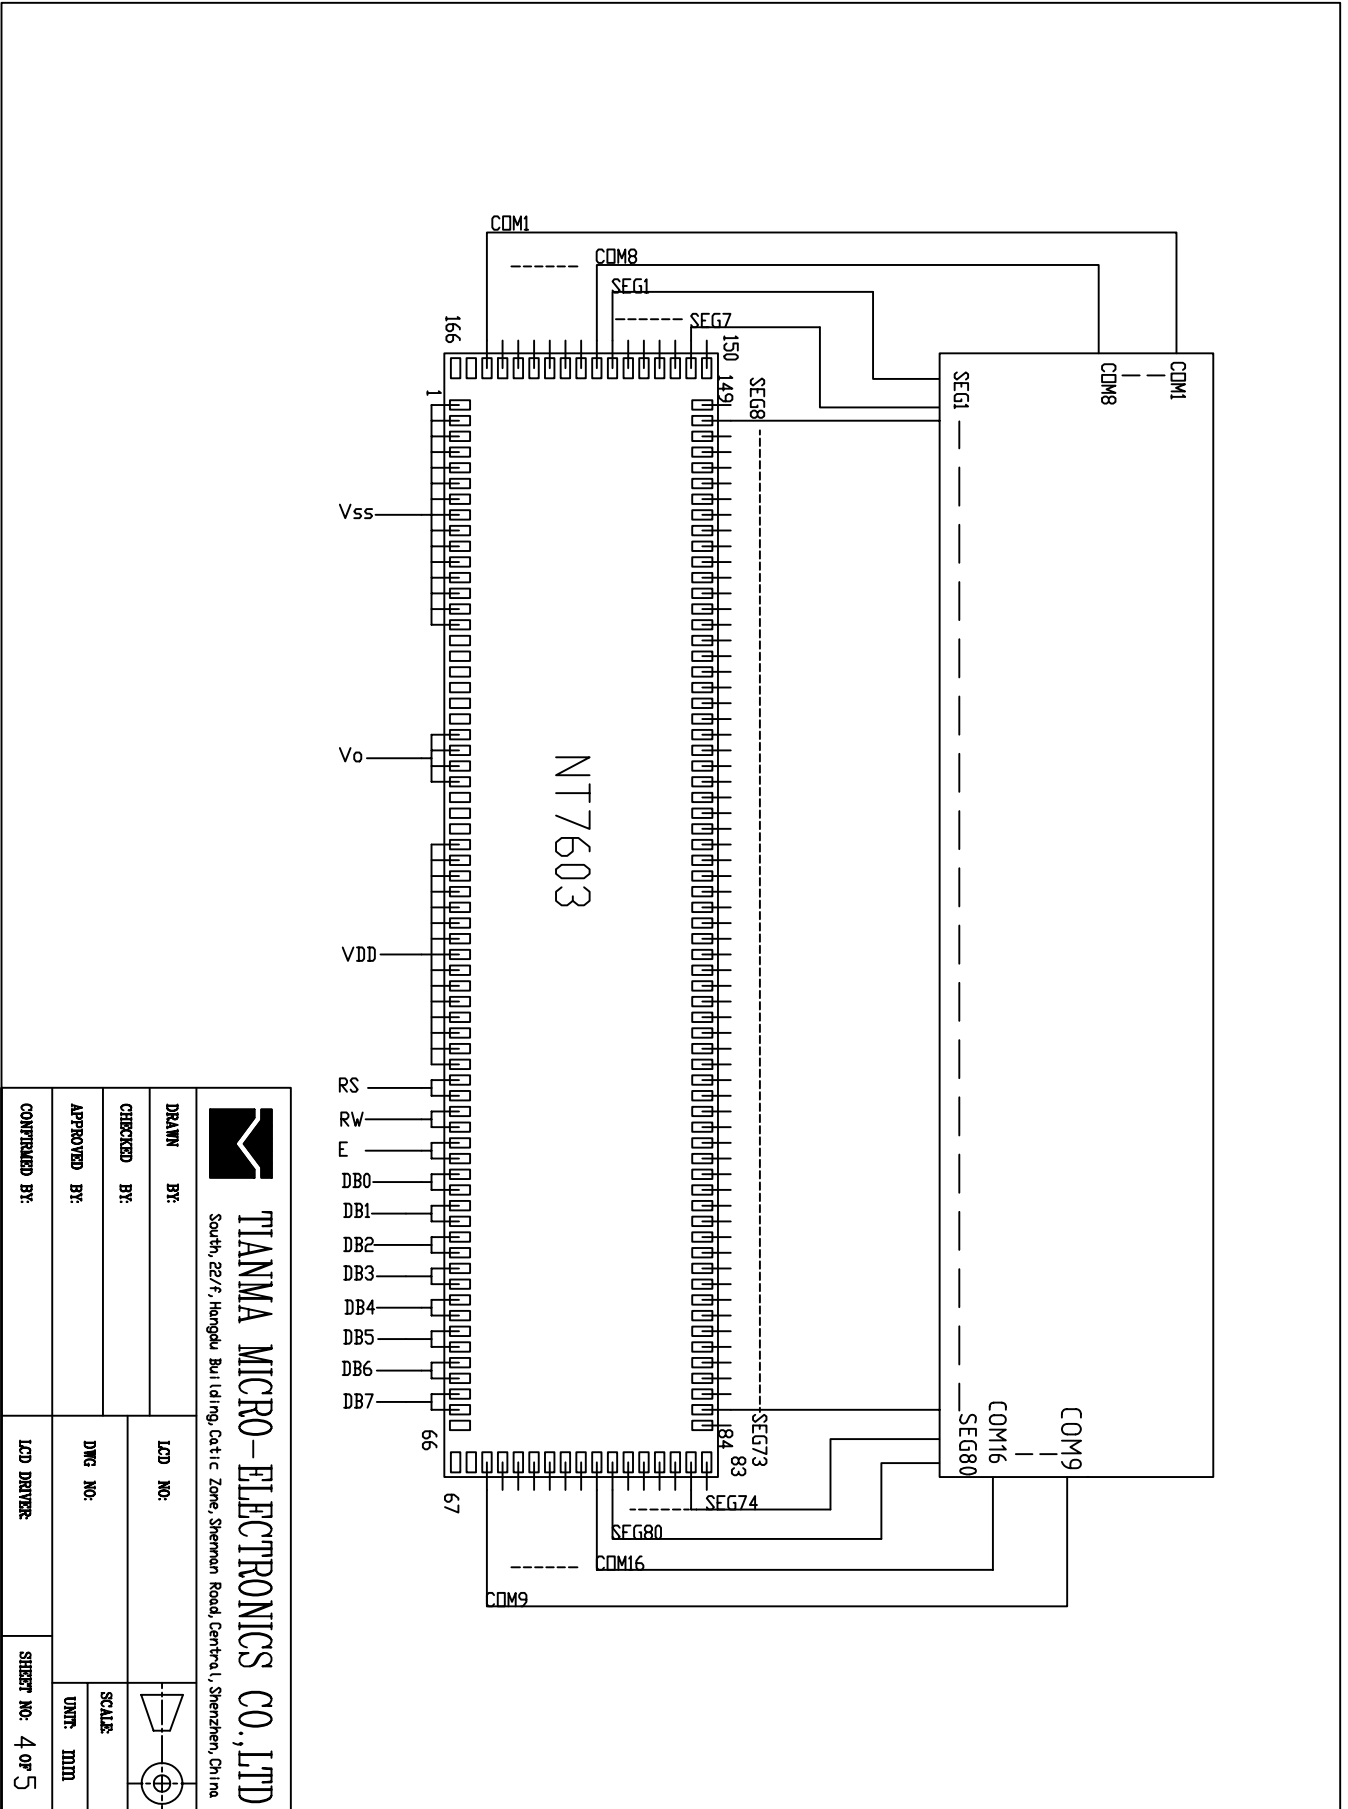 COM1
COM8
SEG1
SEG7
166
150
1
149
SEG8
SEG1
COM8
COM1
Vss
Vo
NT7603
VDD
RS
RW
E
DB0
DB1
DB2
DB3
DB4
DB5
DB6
DB7
66
67
84
83
SEG73
SEG80
COM16
COM9
SEG74
SEG80
COM16
COM9
TIANMA MICRO-ELECTRONICS CO.,LTD
South, 22/f, Hangdu Building, Catic Zone, Shennan Road, Central, Shenzhen, China
DRAWN BY:
LCD NO:
CHECKED BY:
SCALE:
APPROVED BY:
DWG NO:
UNIT: mm
CONFIRMED BY:
LCD DRIVER:
SHEET NO: 4 OF 5